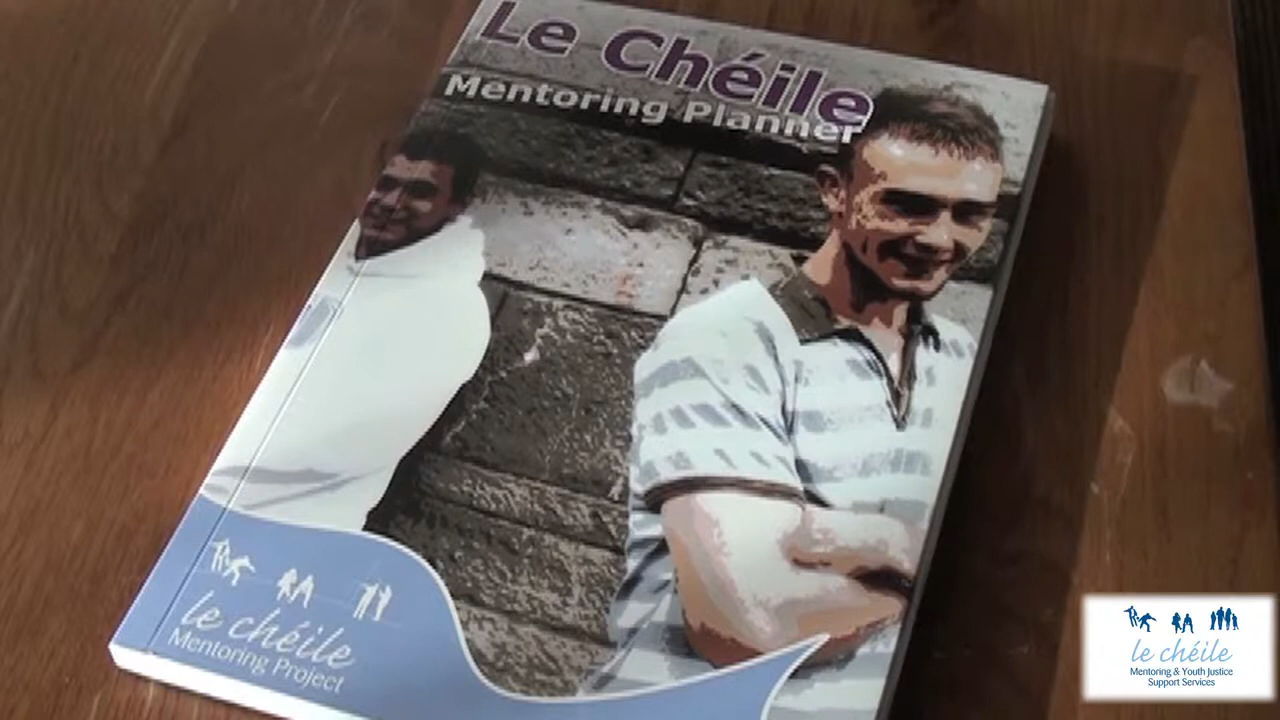 Le Chéile
Mentoring Planner
le chéile
Mentoring Project
le chéile
Mentoring & Youth Justice
Support Services